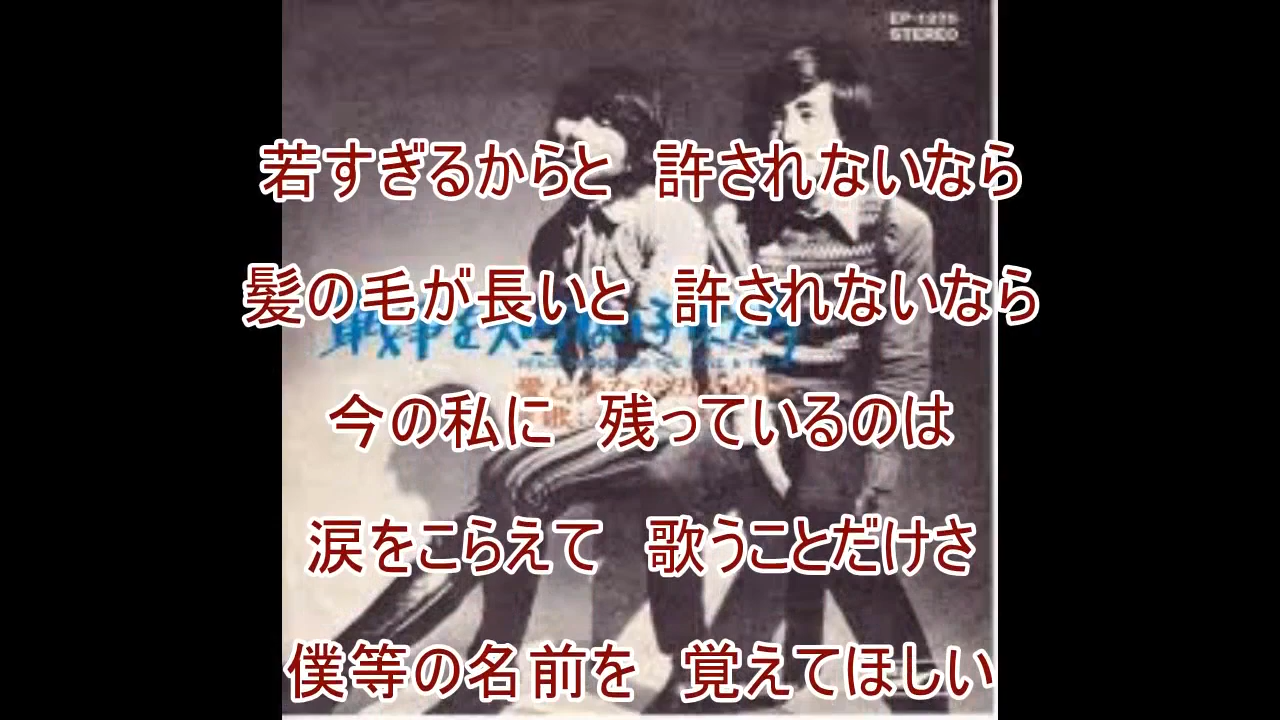 EP-1235
STEREO
若すぎるからと 許されないなら
髪の毛が長いと 許されないなら
今の私に 残っているのは
涙をこらえて 歌うことだけさ
僕等の名前を 覚えてほしい